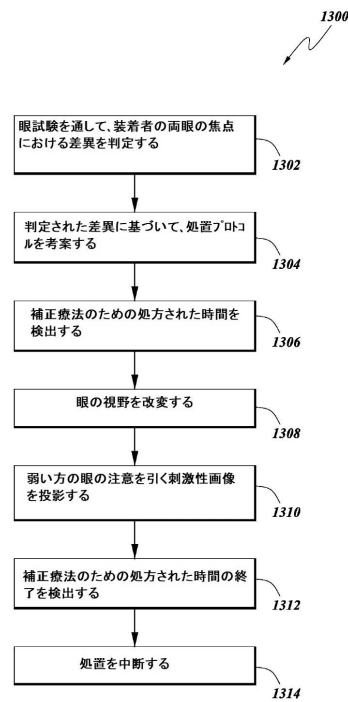 1300
眼試験を通して、装着者の両眼の焦点
における差異を判定する
1302
判定された差異に基づいて、処置プロトコ
ルを考案する
1304
補正療法のための処方された時間を
検出する
1306
眼の視野を改変する
1308
弱い方の眼の注意を引く刺激性画像
を投影する
1310
補正療法のための処方された時間の終
了を検出する
1312
処置を中断する
1314